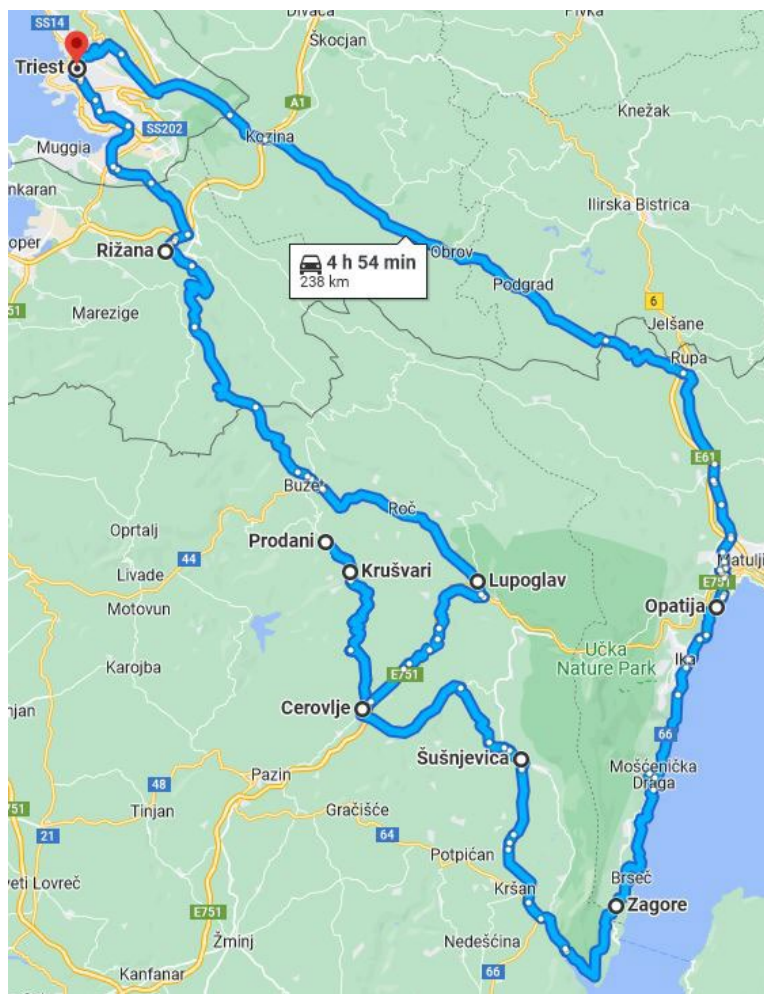 SS14
Divača
Pivka
Škocjan
Triest
A1
Knežak
SS202
Kozina
Muggia
nkaran
Ilirska Bistrica
oper
Rižana
4 h 54 min
238 km
Obrov
Podgrad
6
E51
Marezige
Jelšane
Rupa
E61
Buzet
Roč
Oprtalj
Prodani
Matulji
44
Krušvari
Lupoglav
E751
Livade
Opatija
Motovun
Učka
Nature Park
Ika
Karojba
E751
njan
Cerovlje
66
Šušnjevica
Mošćenička
Draga
Pazin
48
E751
Tinjan
Gračišće
21
64
Potpićan
Brseč
veti Lovreč
Kršan
Zagore
E751
Žminj
Nedešćina
66
Kanfanar